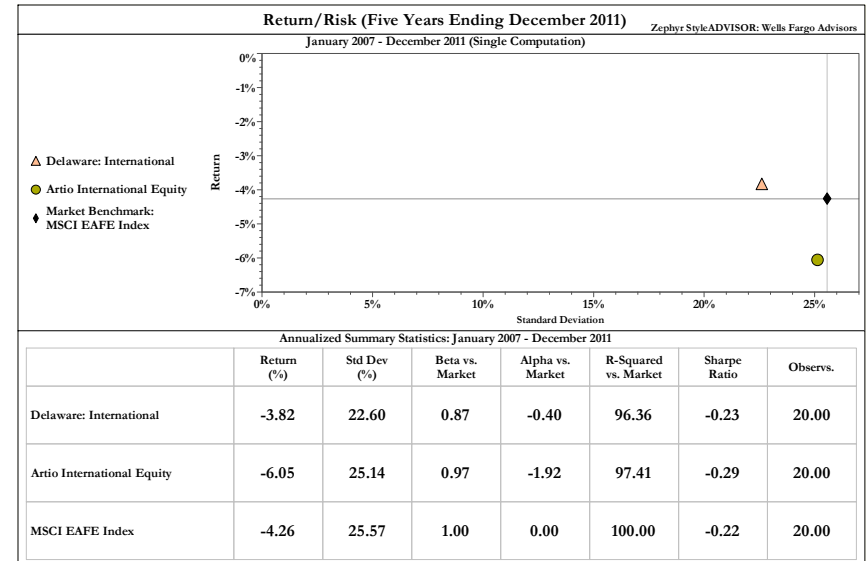 Return/Risk (Five Years Ending December 2011)
Zephyr StyleADVISOR: Wells Fargo Advisors
January 2007 - December 2011 (Single Computation)
0%
-1%
-2%
-3%
-4%
-5%
-6%
-7%
Return
Delaware: International
Artio International Equity
Market Benchmark:
MSCI EAFE Index
0% 5% 10% 15% 20% 25%
Standard Deviation
Annualized Summary Statistics: January 2007 - December 2011
Return (%) Std Dev (%) Beta vs. Market Alpha vs. Market R-Squared vs. Market Sharpe Ratio Observs.
Delaware: International -3.82 22.60 0.87 -0.40 96.36 -0.23 20.00
Artio International Equity -6.05 25.14 0.97 -1.92 97.41 -0.29 20.00
MSCI EAFE Index -4.26 25.57 1.00 0.00 100.00 -0.22 20.00